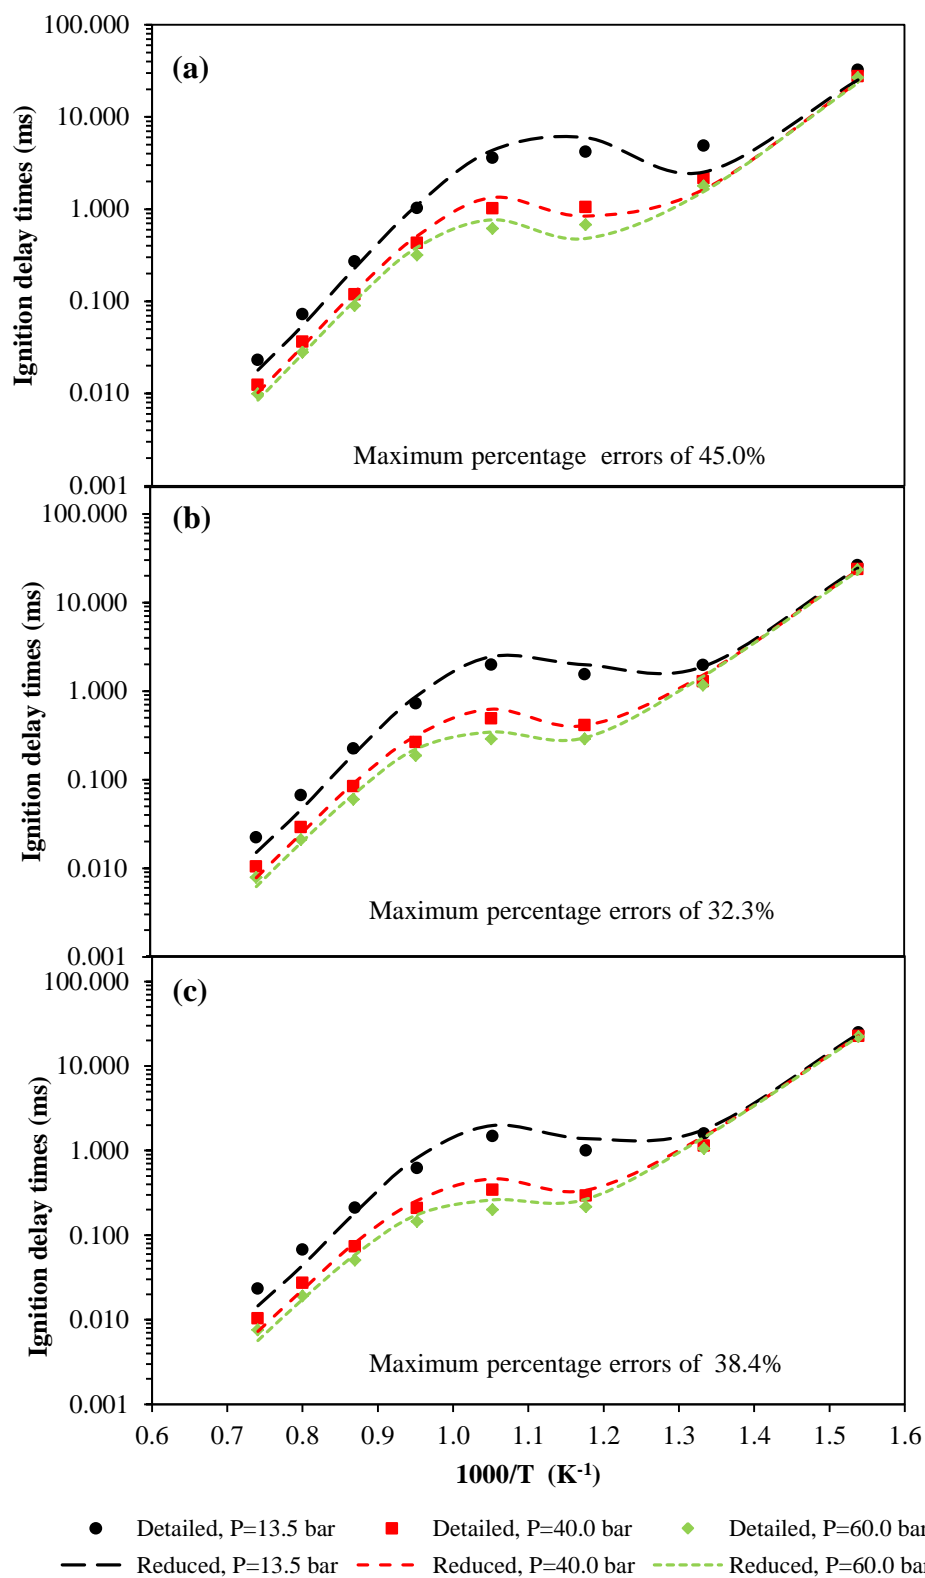 100.000
(a)
10.000
1.000
0.100
0.010
0.001
Ignition delay times (ms)
Maximum percentage errors of 45.0%
100.000
(b)
10.000
1.000
0.100
0.010
0.001
Ignition delay times (ms)
Maximum percentage errors of 32.3%
100.000
(c)
10.000
1.000
0.100
0.010
0.001
Ignition delay times (ms)
Maximum percentage errors of 38.4%
0.6 0.7 0.8 0.9 1.0 1.1 1.2 1.3 1.4 1.5 1.6
1000/T (K⁻¹)
Detailed, P=13.5 bar Detailed, P=40.0 bar Detailed, P=60.0 bar
Reduced, P=13.5 bar Reduced, P=40.0 bar Reduced, P=60.0 bar